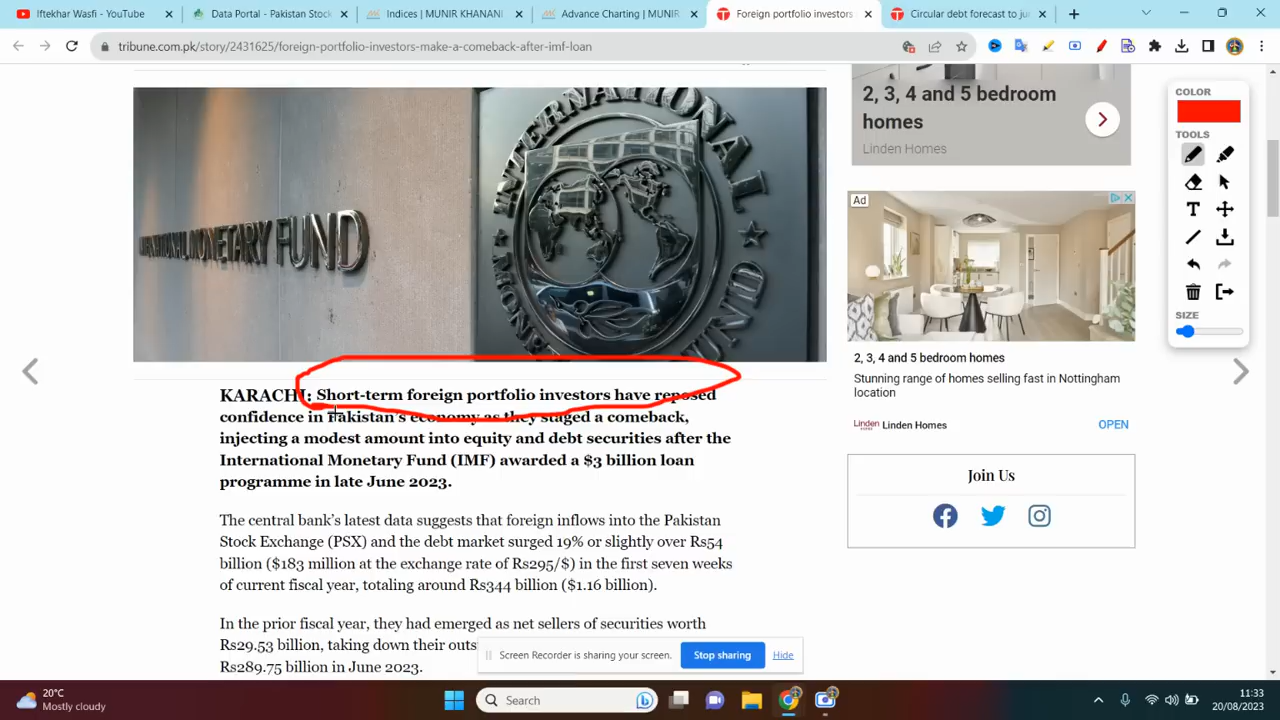 Iftekhar Wasfi - YouTube
Data Portal - Pakistan Stock
Indices | MUNIR KHANANI
Advance Charting | MUNIR
Foreign portfolio investors
Circular debt forecast to ju
tribune.com.pk/story/2431625/foreign-portfolio-investors-make-a-comeback-after-imf-loan
2, 3, 4 and 5 bedroom
homes
Linden Homes
COLOR
TOOLS
T
SIZE
INTERNATIONAL MONETARY FUND
INTERNATIONAL
MONETARY FUND
Ad
2, 3, 4 and 5 bedroom homes
Stunning range of homes selling fast in Nottingham
location
Linden
Linden Homes
OPEN
Join Us
KARACHI: Short-term foreign portfolio investors have reposed
confidence in Pakistan's economy as they staged a comeback,
injecting a modest amount into equity and debt securities after the
International Monetary Fund (IMF) awarded a $3 billion loan
programme in late June 2023.
The central bank's latest data suggests that foreign inflows into the Pakistan
Stock Exchange (PSX) and the debt market surged 19% or slightly over Rs54
billion ($183 million at the exchange rate of Rs295/$) in the first seven weeks
of current fiscal year, totaling around Rs344 billion ($1.16 billion).
In the prior fiscal year, they had emerged as net sellers of securities worth
Rs29.53 billion, taking down their outs
Rs289.75 billion in June 2023.
Screen Recorder is sharing your screen.
Stop sharing
Hide
20°C
Mostly cloudy
Search
11:33
20/08/2023